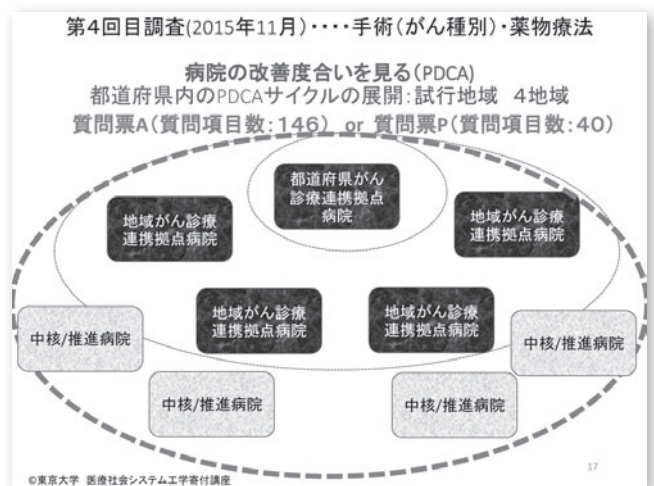 第4回目調査(2015年11月)････手術(がん種別)･薬物療法
病院の改善度合いを見る(PDCA)
都道府県内のPDCAサイクルの展開:試行地域 4地域
質問票A(質問項目数:146) or 質問票P(質問項目数:40)
都道府県がん
診療連携拠点
病院
地域がん診療
連携拠点病院
地域がん診療
連携拠点病院
地域がん診療
連携拠点病院
地域がん診療
連携拠点病院
中核/推進病院
中核/推進病院
中核/推進病院
中核/推進病院
17
©東京大学 医療社会システム工学寄付講座